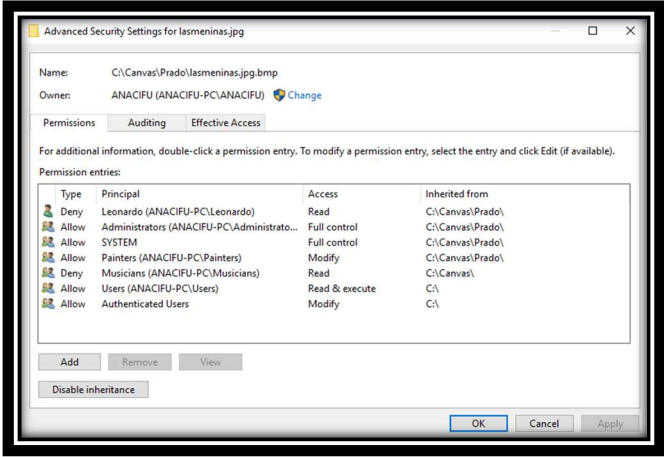 Advanced Security Settings for lasmeninas.jpg
Name: C:\Canvas\Prado\lasmeninas.jpg.bmp
Owner: ANACIFU (ANACIFU-PC\ANACIFU) Change
Permissions Auditing Effective Access
For additional information, double-click a permission entry. To modify a permission entry, select the entry and click Edit (if available).
Permission entries:
Type Principal Access Inherited from
Deny Leonardo (ANACIFU-PC\Leonardo) Read C:\Canvas\Prado\
Allow Administrators (ANACIFU-PC\Administrato... Full control C:\Canvas\Prado\
Allow SYSTEM Full control C:\Canvas\Prado\
Allow Painters (ANACIFU-PC\Painters) Modify C:\Canvas\Prado\
Deny Musicians (ANACIFU-PC\Musicians) Read C:\Canvas\
Allow Users (ANACIFU-PC\Users) Read & execute C:\
Allow Authenticated Users Modify C:\
Add Remove View
Disable inheritance
OK Cancel Apply